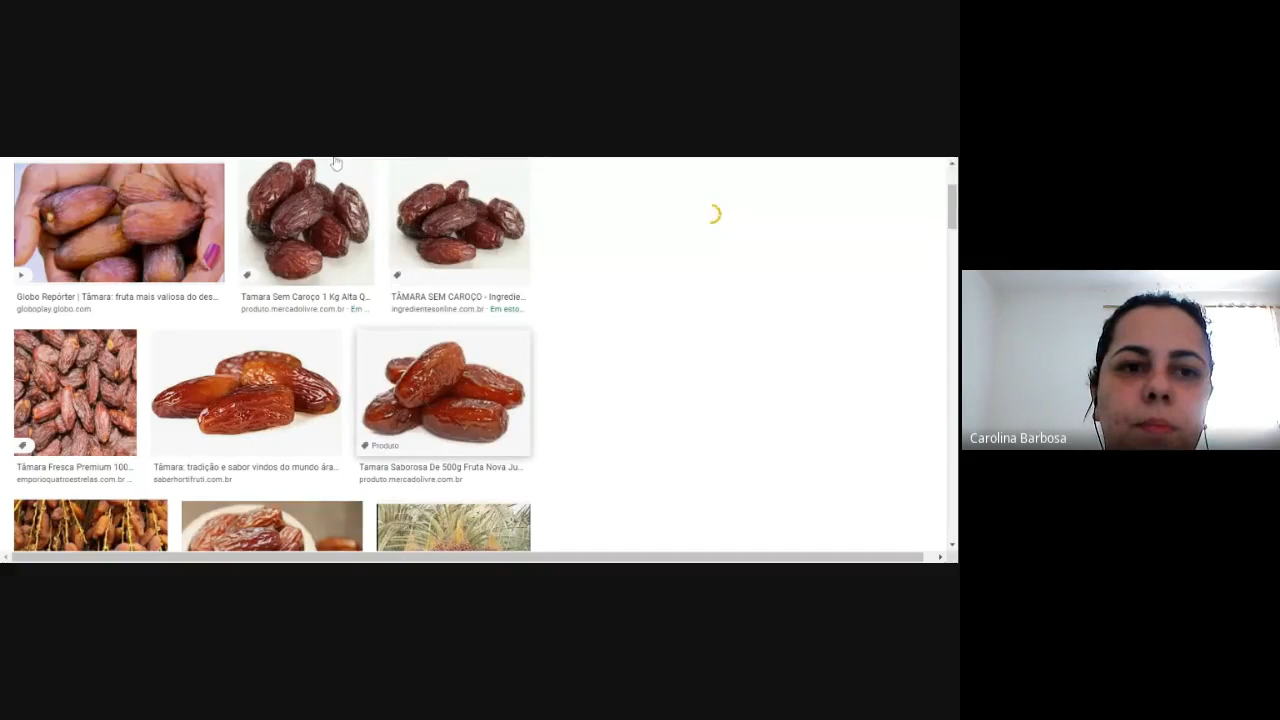 Globo Repórter | Tâmara: fruta mais valiosa do des...
globoplay.globo.com
Tamara Sem Caroço 1 Kg Alta Q...
produto.mercadolivre.com.br · Em ...
TÂMARA SEM CAROÇO - Ingredie...
ingredientesonline.com.br · Em esto...
Produto
Tâmara Fresca Premium 100...
emporioquatroestrelas.com.br ...
Tâmara: tradição e sabor vindos do mundo ára...
saberhortifruti.com.br
Tamara Saborosa De 500g Fruta Nova Ju...
produto.mercadolivre.com.br
Carolina Barbosa